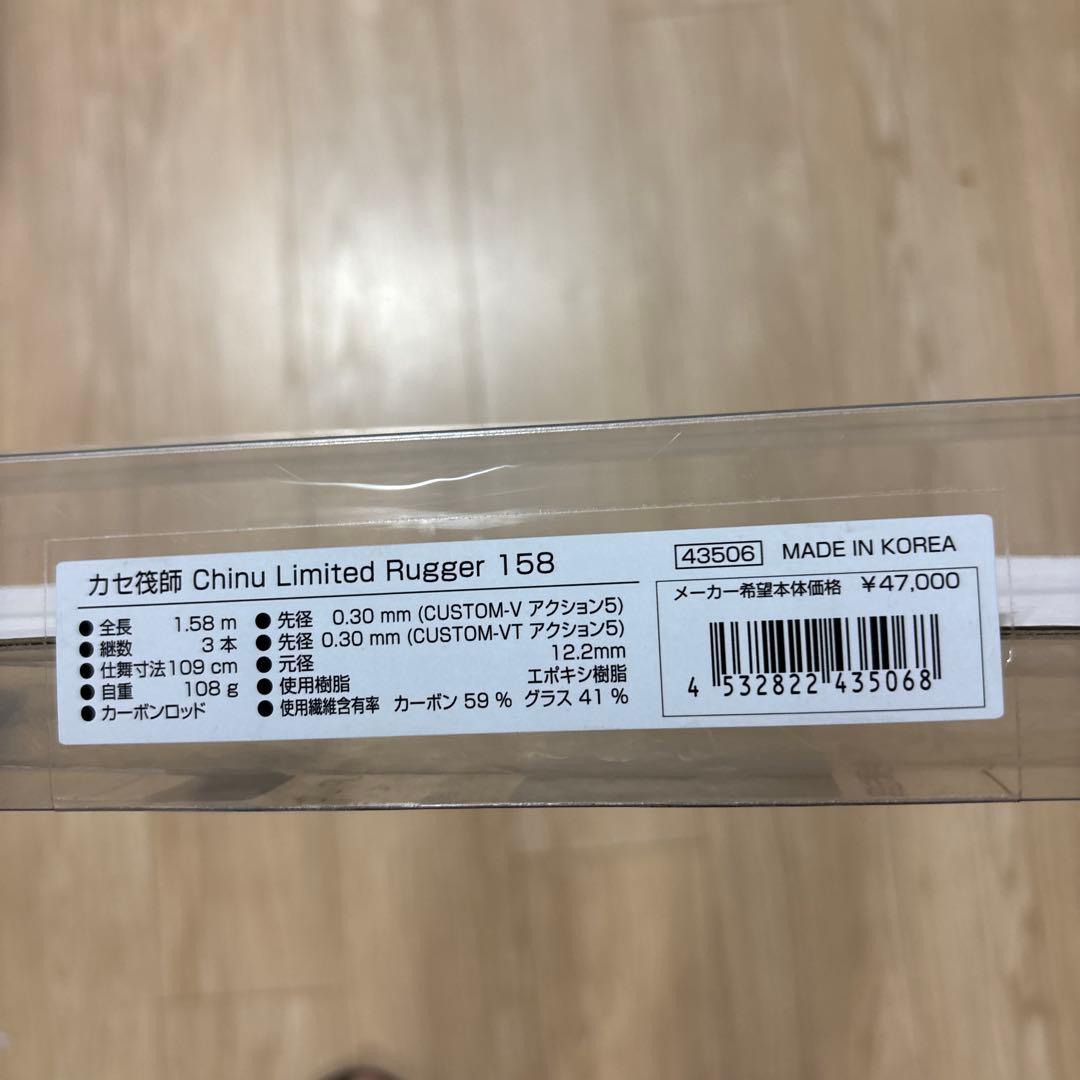 カセ筏師 Chinu Limited Rugger 158
● 全長 1.58 m
● 継数 3 本
● 仕舞寸法 109 cm
● 自重 108 g
● カーボンロッド
● 先径 0.30 mm (CUSTOM-V アクション5)
● 先径 0.30 mm (CUSTOM-VT アクション5)
● 元径 12.2mm
● 使用樹脂 エポキシ樹脂
● 使用繊維含有率 カーボン 59 % グラス 41 %
43506 MADE IN KOREA
メーカー希望本体価格 ¥47,000
4 532822 435068